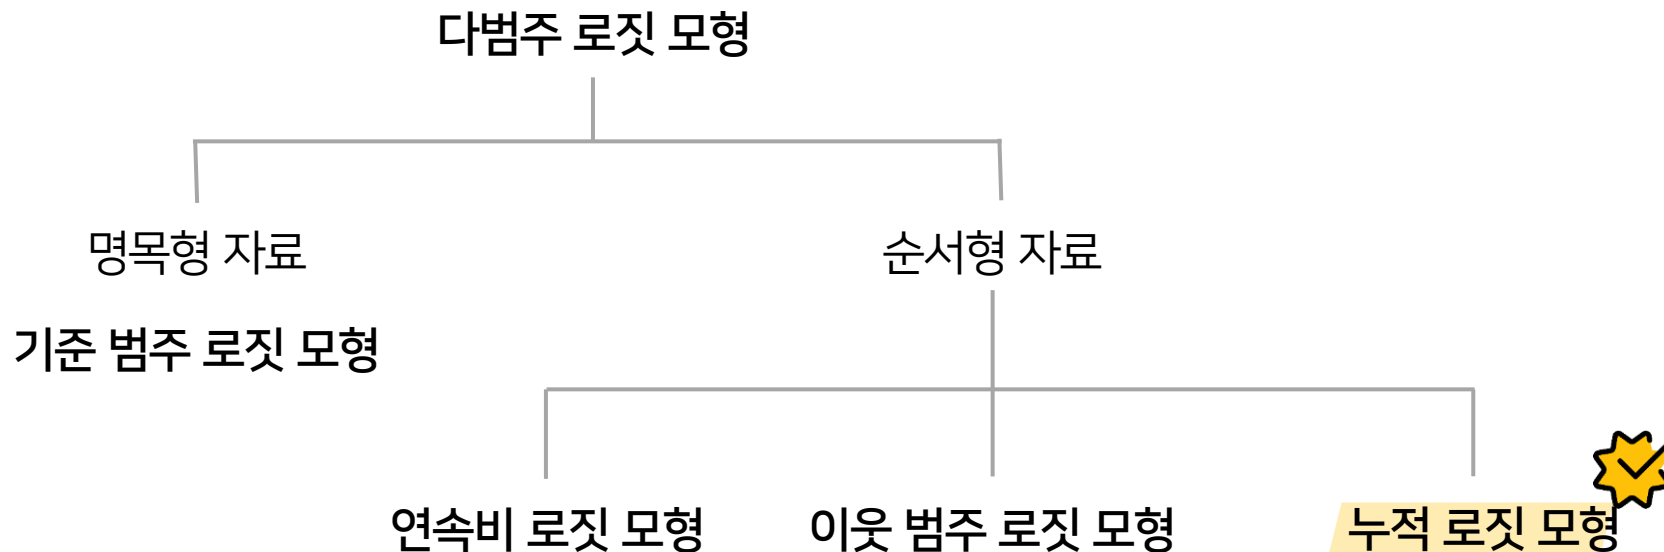 다범주 로짓 모형
명목형 자료
순서형 자료
기준 범주 로짓 모형
연속비 로짓 모형
이웃 범주 로짓 모형
누적 로짓 모형